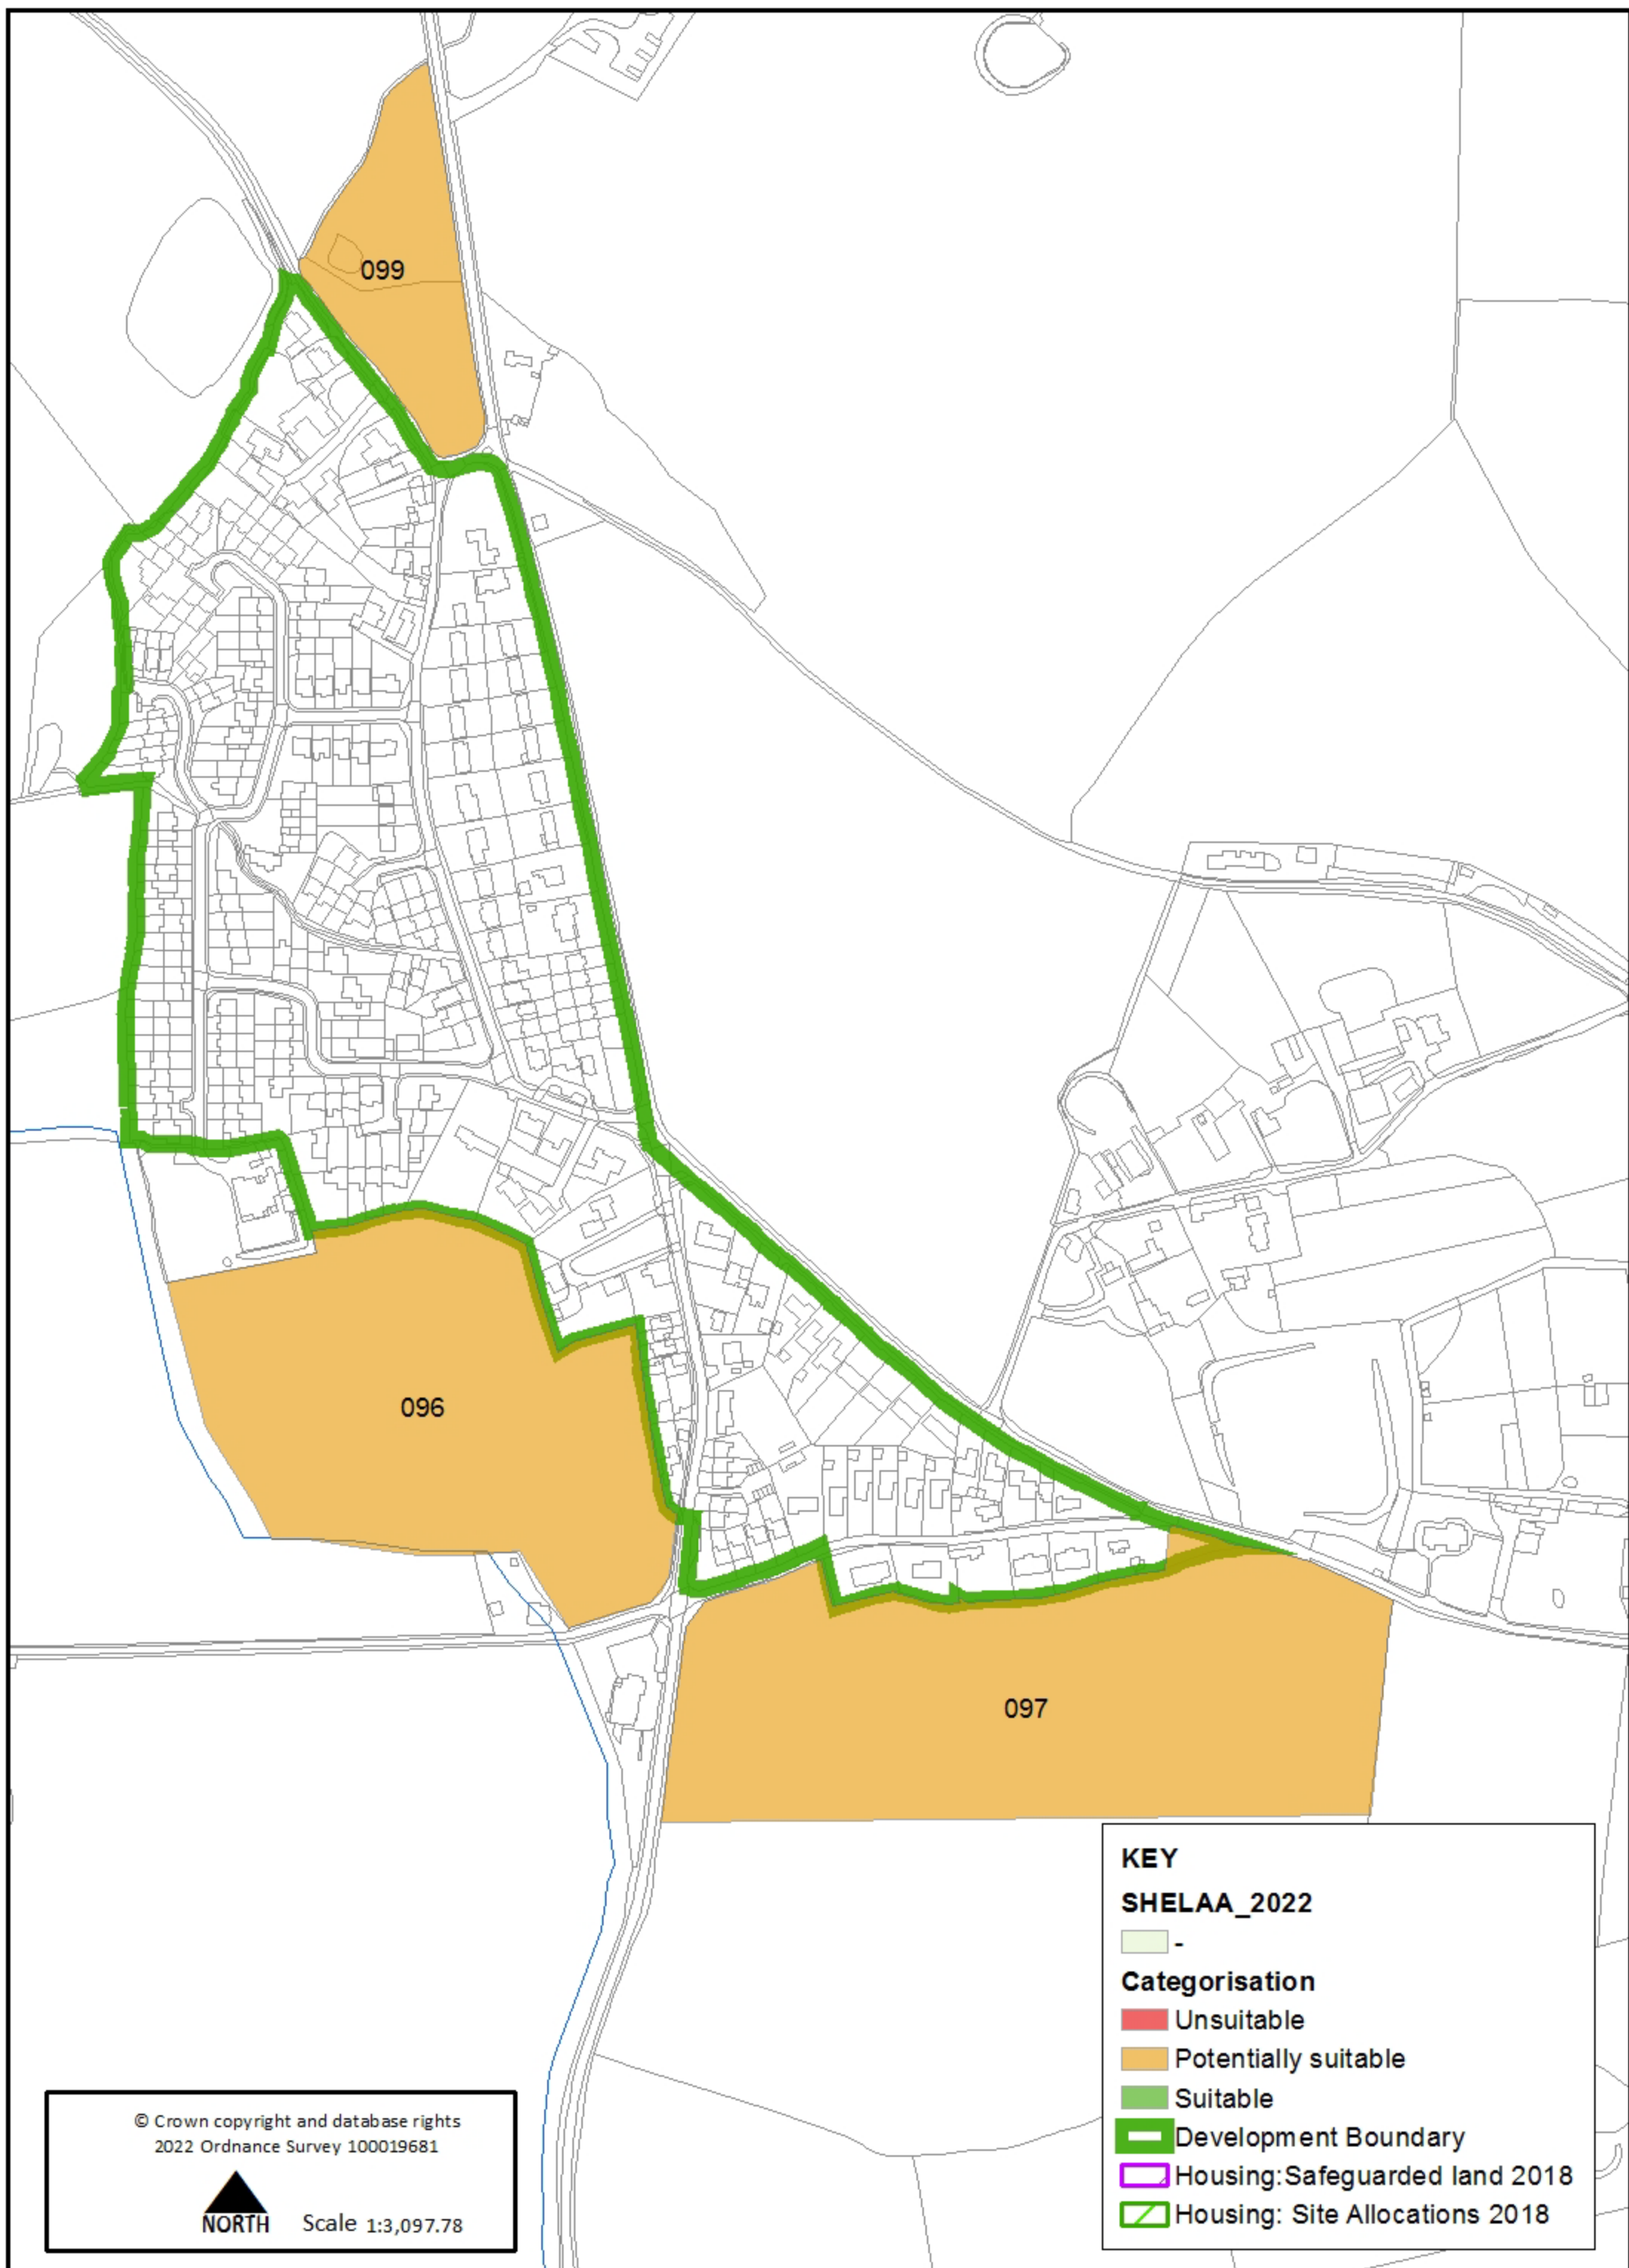 099
096
097
KEY
SHELAA_2022
-
Categorisation
Unsuitable
Potentially suitable
Suitable
Development Boundary
Housing:Safeguarded land 2018
Housing: Site Allocations 2018
© Crown copyright and database rights
2022 Ordnance Survey 100019681
NORTH Scale 1:3,097.78